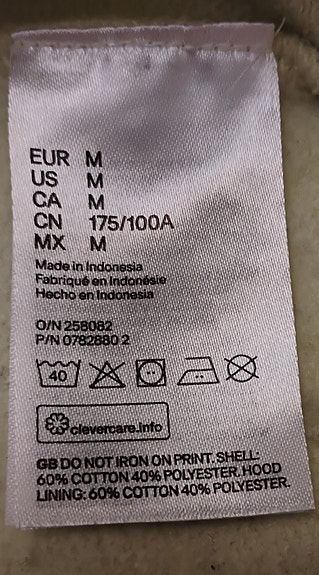 EUR M
US M
CA M
CN 175/100A
MX M
Made in Indonesia
Fabriqué en Indonésie
Hecho en Indonesia
O/N 258082
P/N 0782880 2
40
clevercare.info
GB DO NOT IRON ON PRINT. SHELL:
60% COTTON 40% POLYESTER. HOOD
LINING: 60% COTTON 40% POLYESTER.